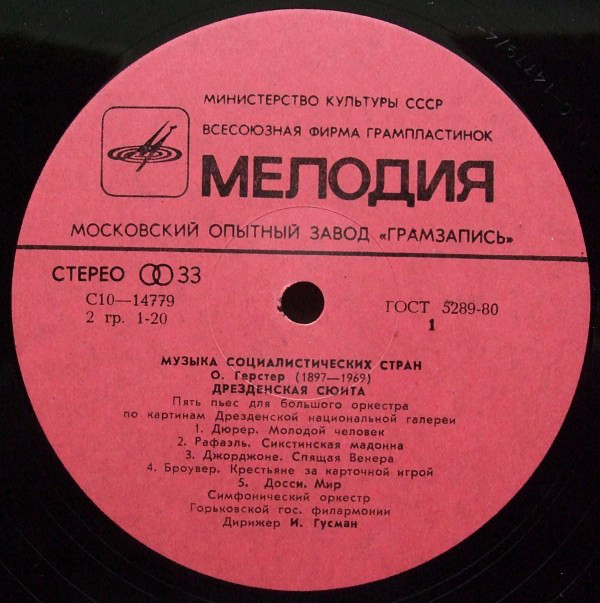 МИНИСТЕРСТВО КУЛЬТУРЫ СССР
ВСЕСОЮЗНАЯ ФИРМА ГРАМПЛАСТИНОК
МЕЛОДИЯ
МОСКОВСКИЙ ОПЫТНЫЙ ЗАВОД «ГРАМЗАПИСЬ»
СТЕРЕО 33
С10—14779
2 гр. 1-20
ГОСТ 5289-80
1
МУЗЫКА СОЦИАЛИСТИЧЕСКИХ СТРАН
О. Герстер (1897—1969)
ДРЕЗДЕНСКАЯ СЮИТА
Пять пьес для большого оркестра
по картинам Дрезденской национальной галереи
1. Дюрер. Молодой человек
2. Рафаэль. Сикстинская мадонна
3. Джорджоне. Спящая Венера
4. Броувер. Крестьяне за карточной игрой
5. Досси. Мир
Симфонический оркестр
Горьковской гос. филармонии
Дирижер И. Гусман